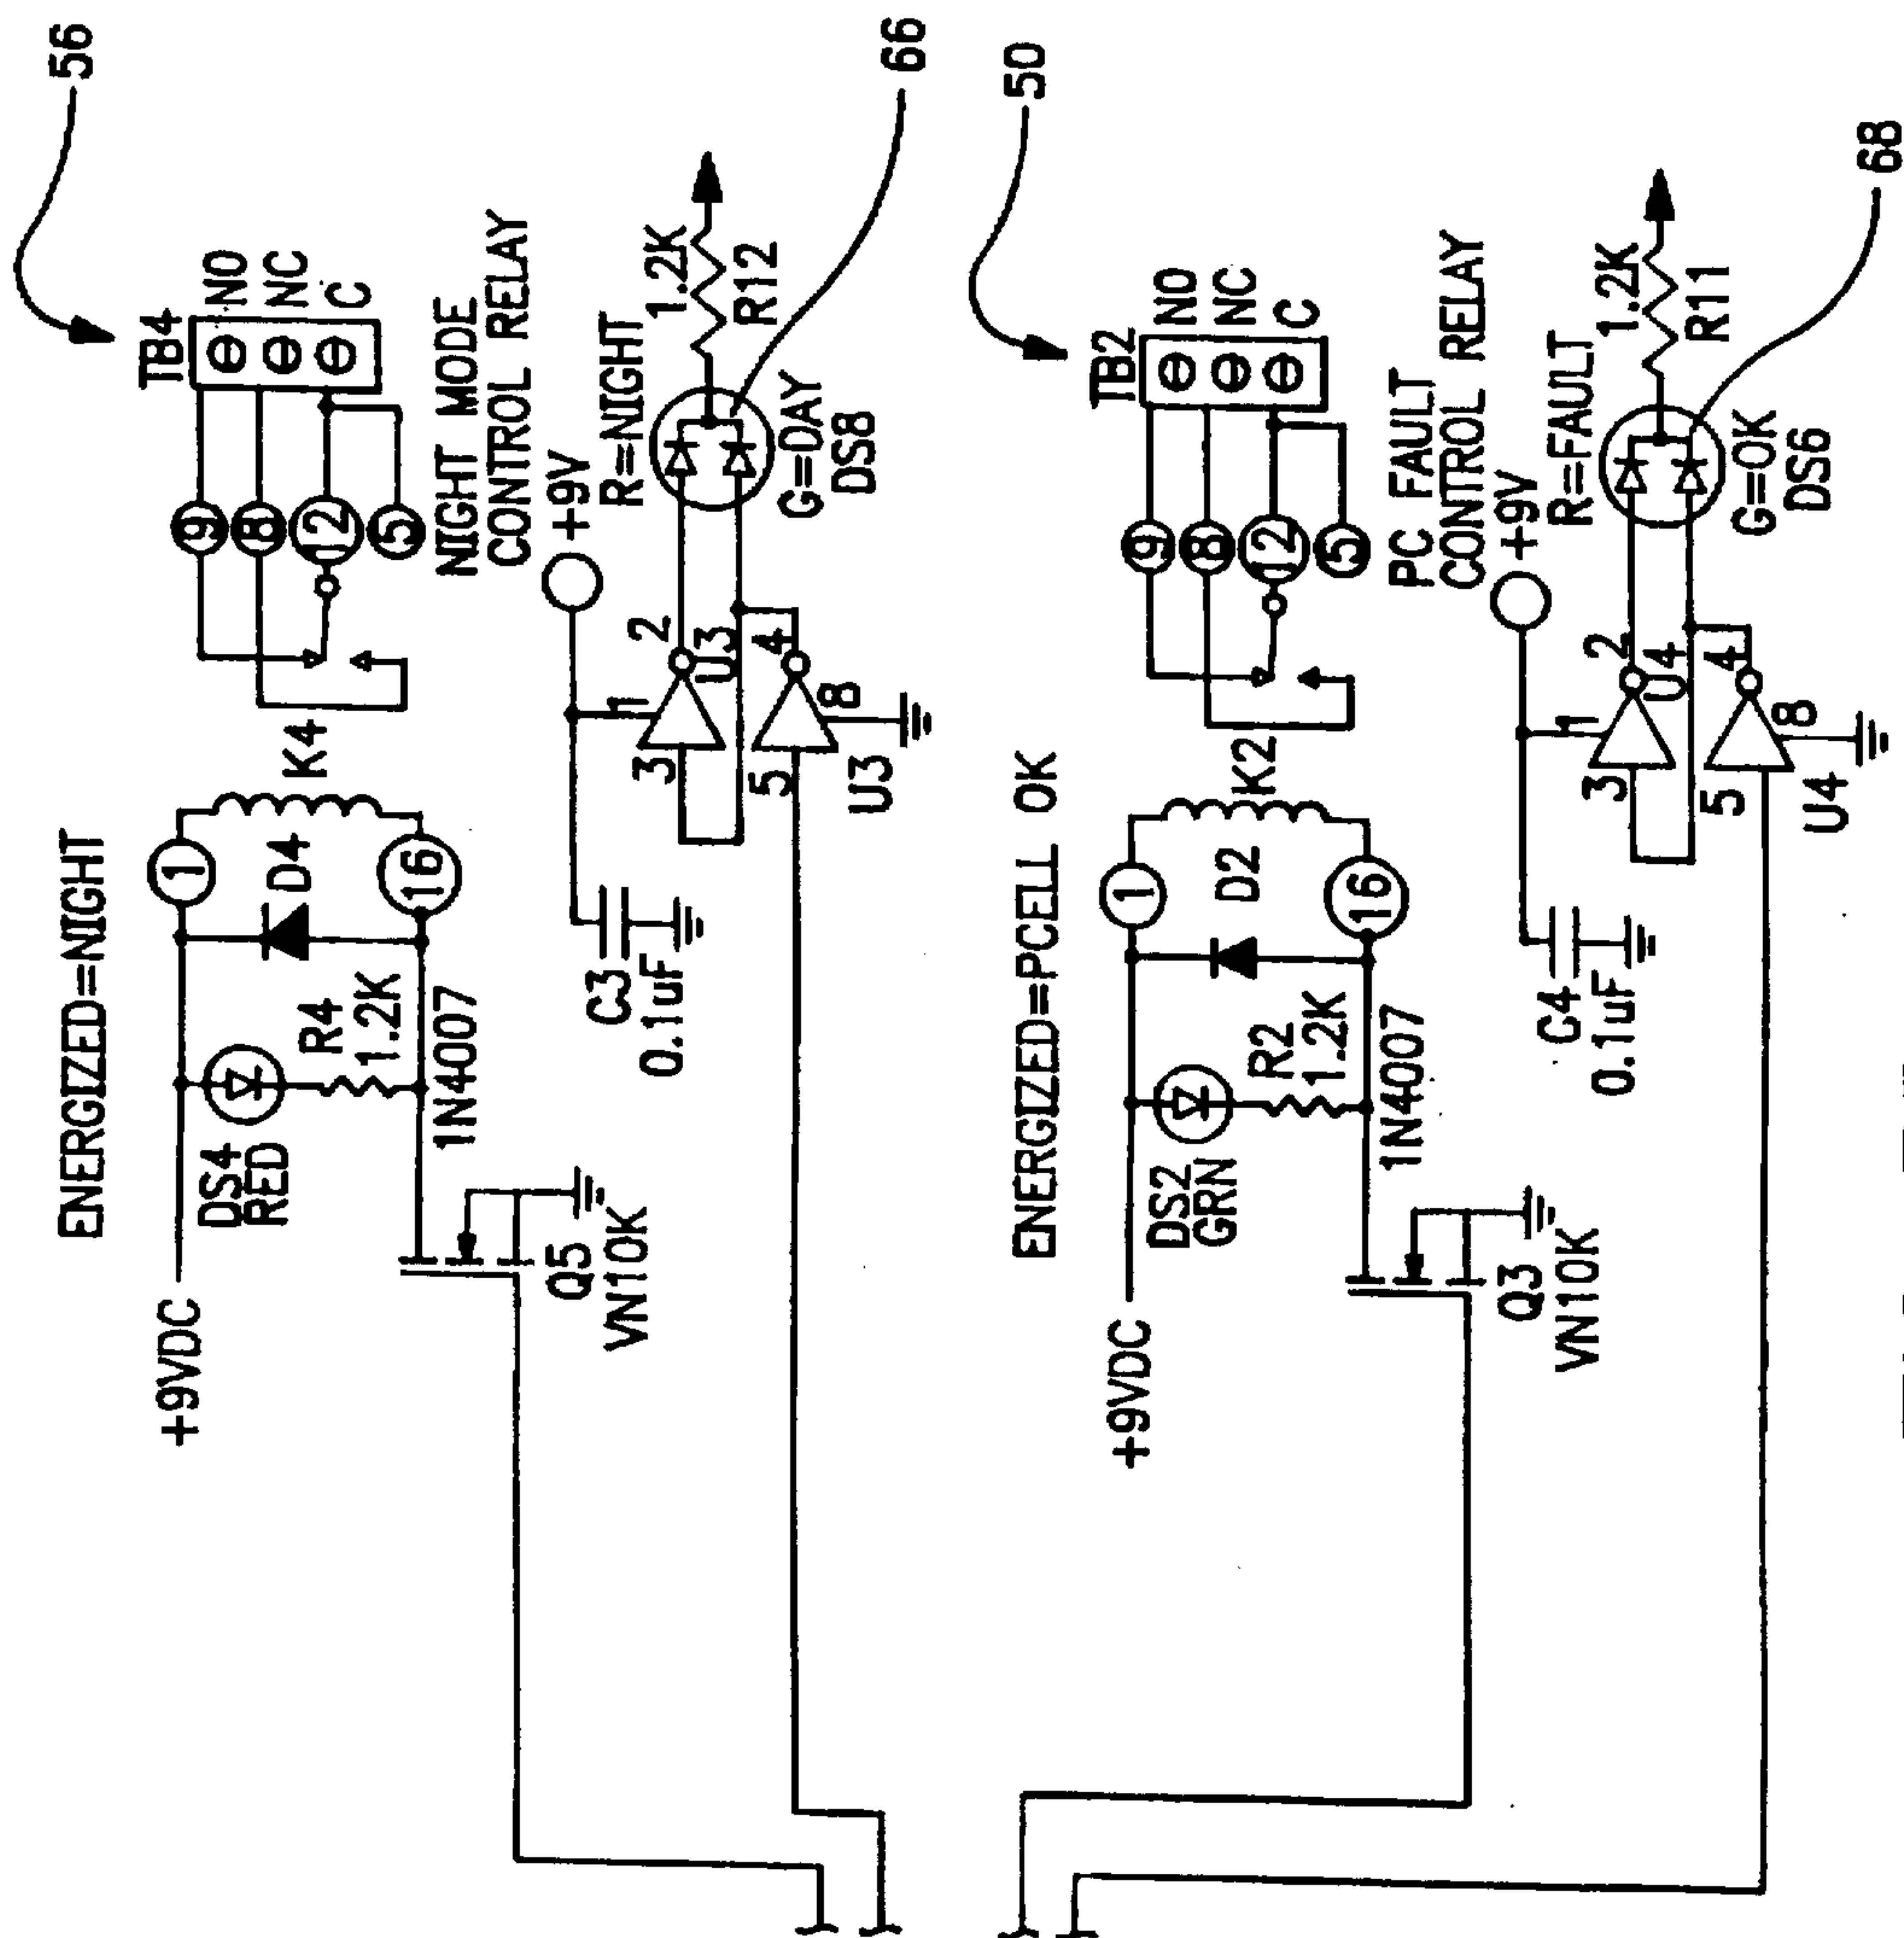 56
TB4
NO
NC
C
9
8
12
5
NIGHT MODE
CONTROL RELAY
ENERGIZED=NIGHT
K4
1
D4
16
R4
1.2K
1N4007
DS4
RED
+9VDC
Q5
VN10K
+9V
R=NIGHT
1.2K
R12
66
G=DAY
DS8
1
2
U3
3
4
5
8
U3
C3
0.1uF
50
TB2
NO
NC
C
9
8
12
5
PC FAULT
CONTROL RELAY
ENERGIZED=PCELL OK
K2
1
D2
16
R2
1.2K
1N4007
DS2
GRN
+9VDC
Q3
VN10K
+9V
R=FAULT
1.2K
R11
68
G=OK
DS6
1
2
U4
3
4
5
8
U4
C4
0.1uF